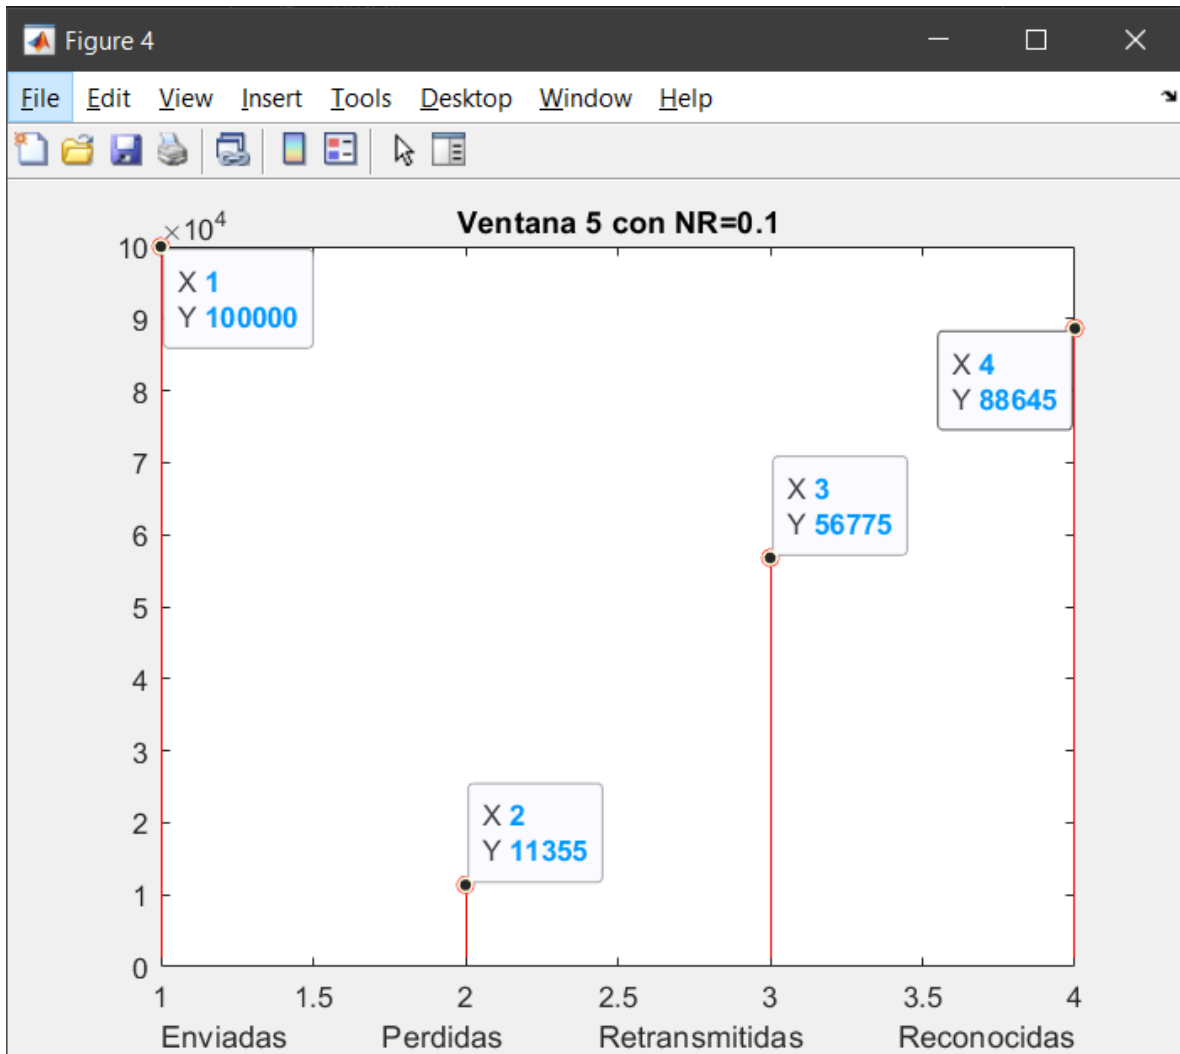 Figure 4
File Edit View Insert Tools Desktop Window Help
×10⁴
Ventana 5 con NR=0.1
10
X 1
Y 100000
9
X 4
Y 88645
8
7
X 3
Y 56775
6
5
4
3
X 2
Y 11355
2
1
0
1 1.5 2 2.5 3 3.5 4
Enviadas Perdidas Retransmitidas Reconocidas